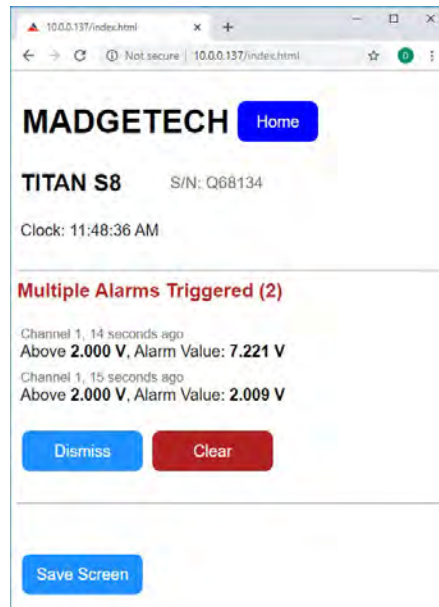 10.0.0.137/index.html
Not secure | 10.0.0.137/index.html
MADGETECH Home
TITAN S8 S/N: Q68134
Clock: 11:48:36 AM
Multiple Alarms Triggered (2)
Channel 1, 14 seconds ago
Above 2.000 V, Alarm Value: 7.221 V
Channel 1, 15 seconds ago
Above 2.000 V, Alarm Value: 2.009 V
Dismiss Clear
Save Screen